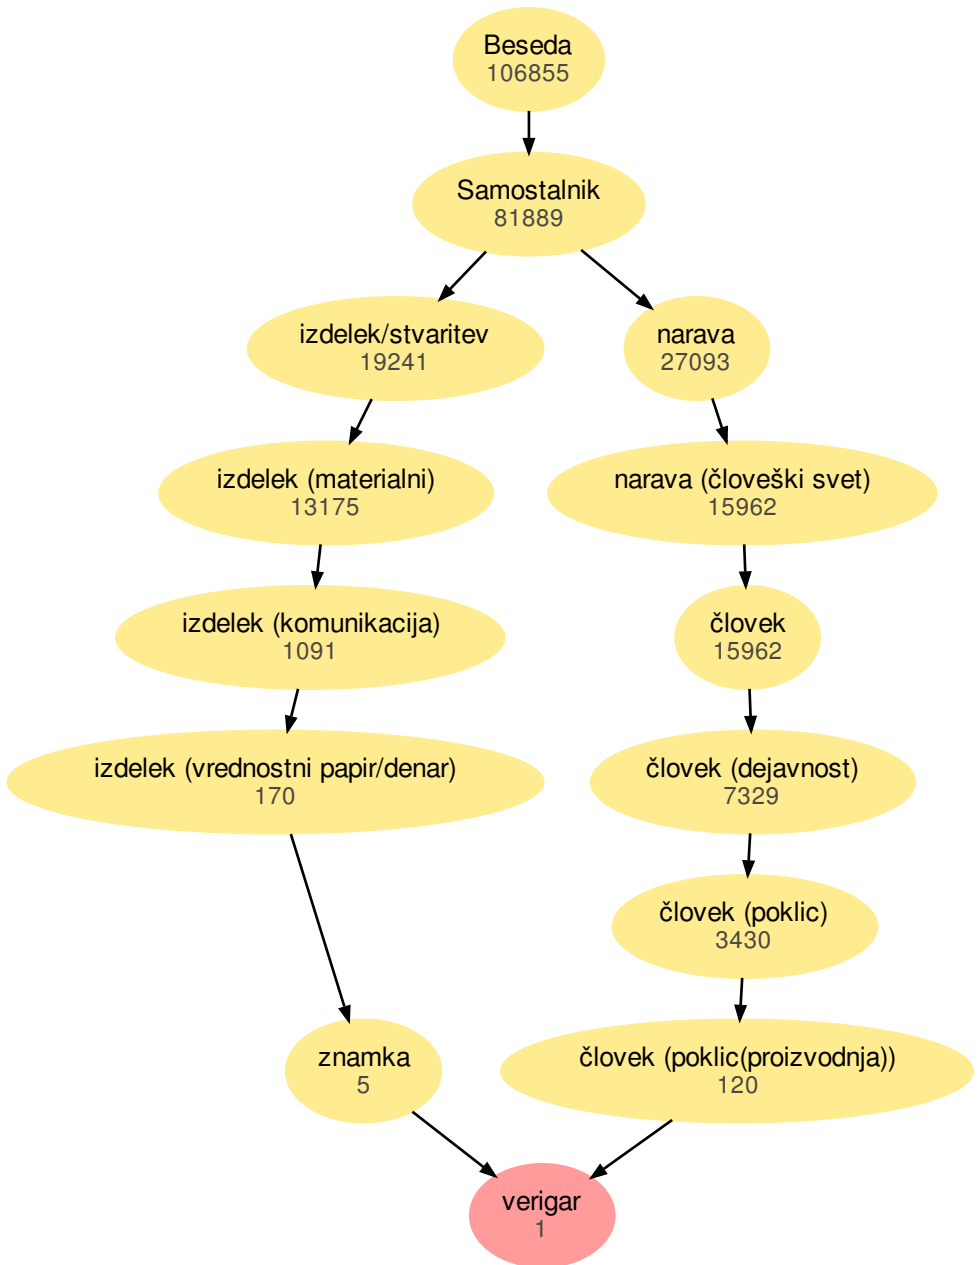 Beseda
106855
Samostalnik
81889
izdelek/stvaritev
19241
narava
27093
izdelek (materialni)
13175
narava (človeški svet)
15962
izdelek (komunikacija)
1091
človek
15962
izdelek (vrednostni papir/denar)
170
človek (dejavnost)
7329
človek (poklic)
3430
znamka
5
človek (poklic(proizvodnja))
120
verigar
1